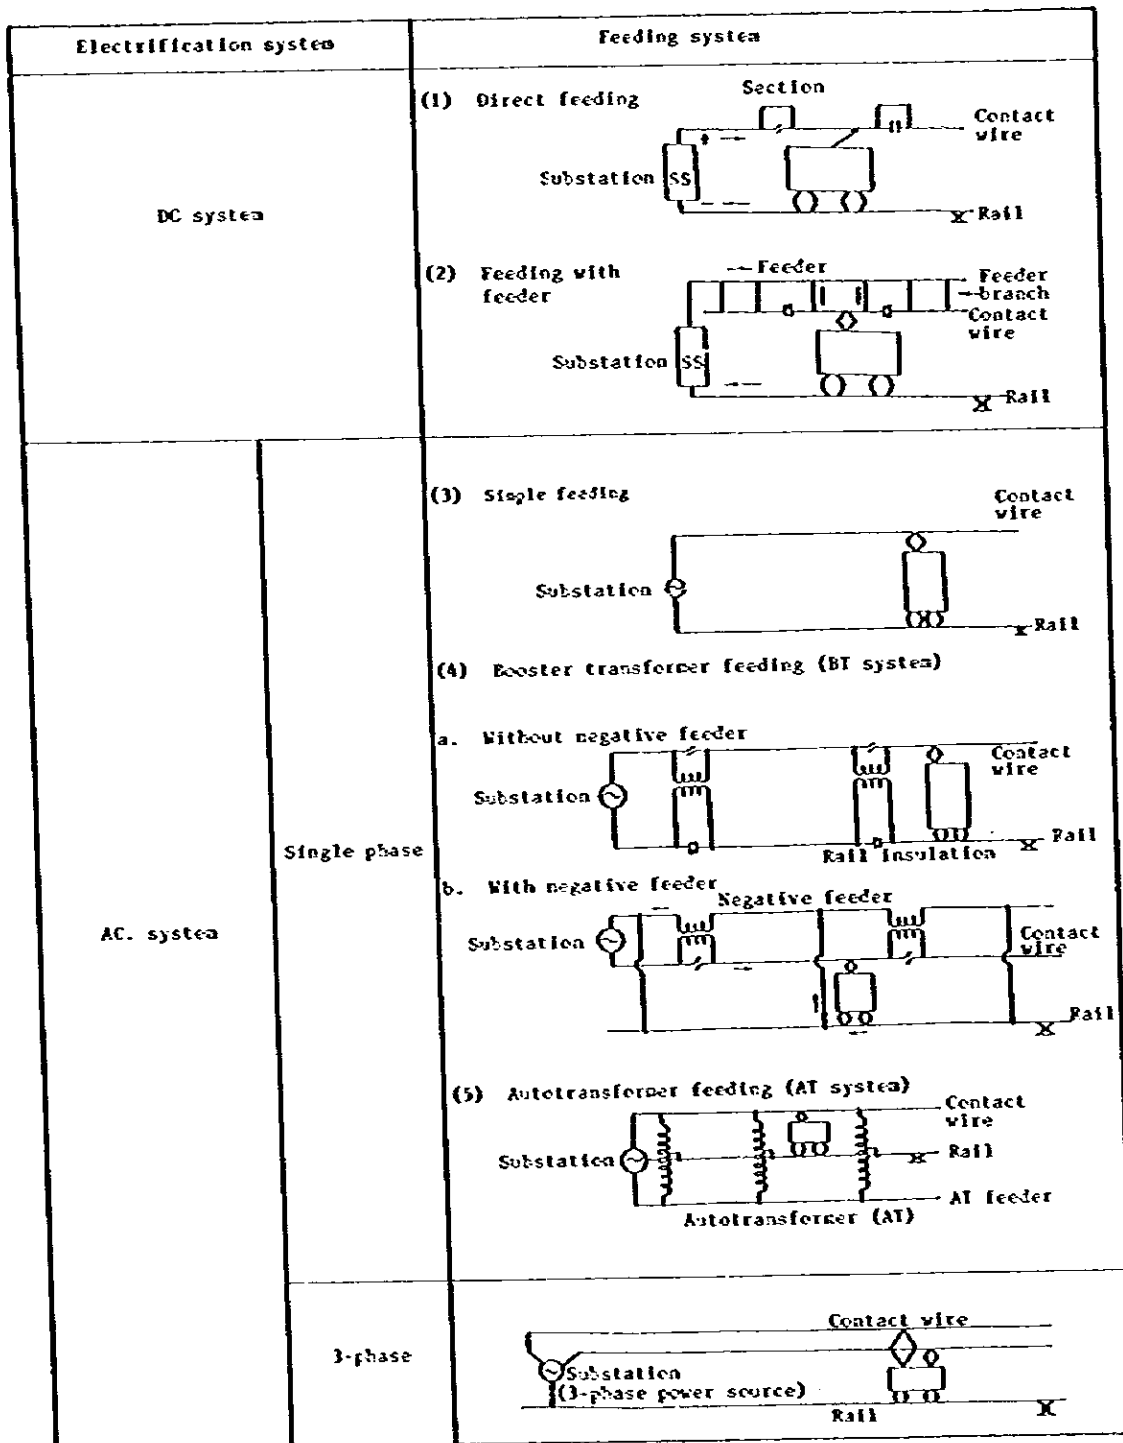 Electrification system
Feeding system
DC system
(1) Direct feeding
Section
Contact
wire
Substation
SS
Rail
(2) Feeding with
feeder
Feeder
Feeder
branch
Contact
wire
Substation
SS
Rail
AC. system
Single phase
(3) Single feeding
Contact
wire
Substation
Rail
(4) Booster transformer feeding (BT system)
a. Without negative feeder
Contact
wire
Substation
Rail
Rail insulation
b. With negative feeder
Negative feeder
Substation
Contact
wire
Rail
(5) Autotransformer feeding (AT system)
Contact
wire
Substation
Rail
AT feeder
Autotransformer (AT)
3-phase
Contact wire
Substation
(3-phase power source)
Rail